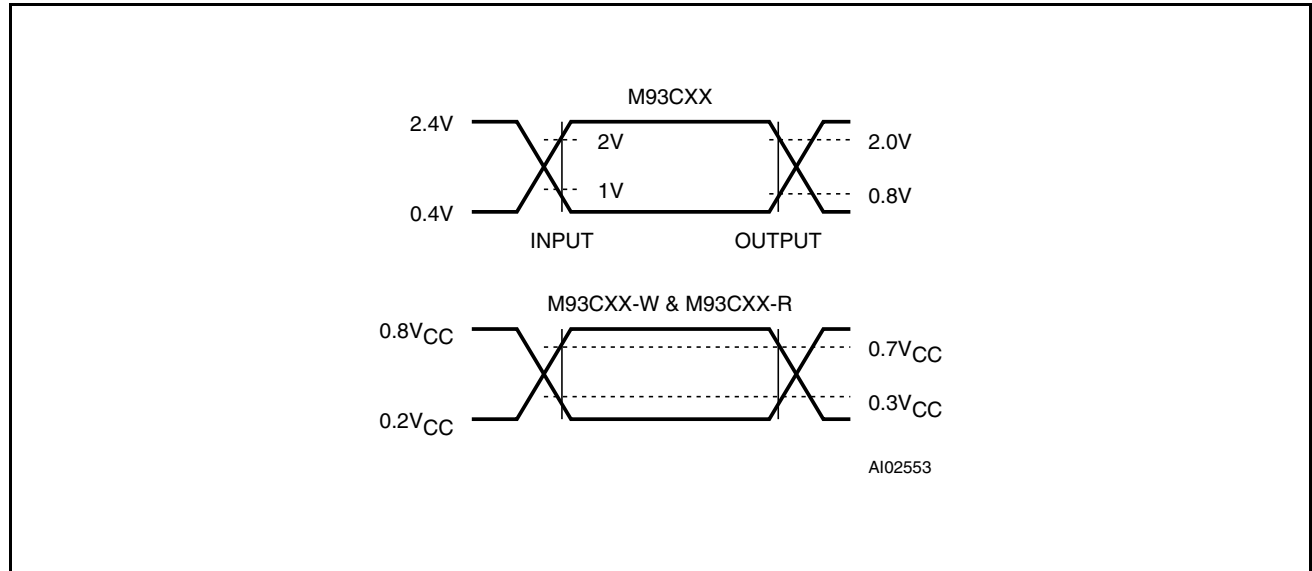 M93CXX
2.4V
2V
2.0V
1V
0.8V
0.4V
INPUT
OUTPUT
M93CXX-W & M93CXX-R
0.8VCC
0.7VCC
0.3VCC
0.2VCC
AI02553